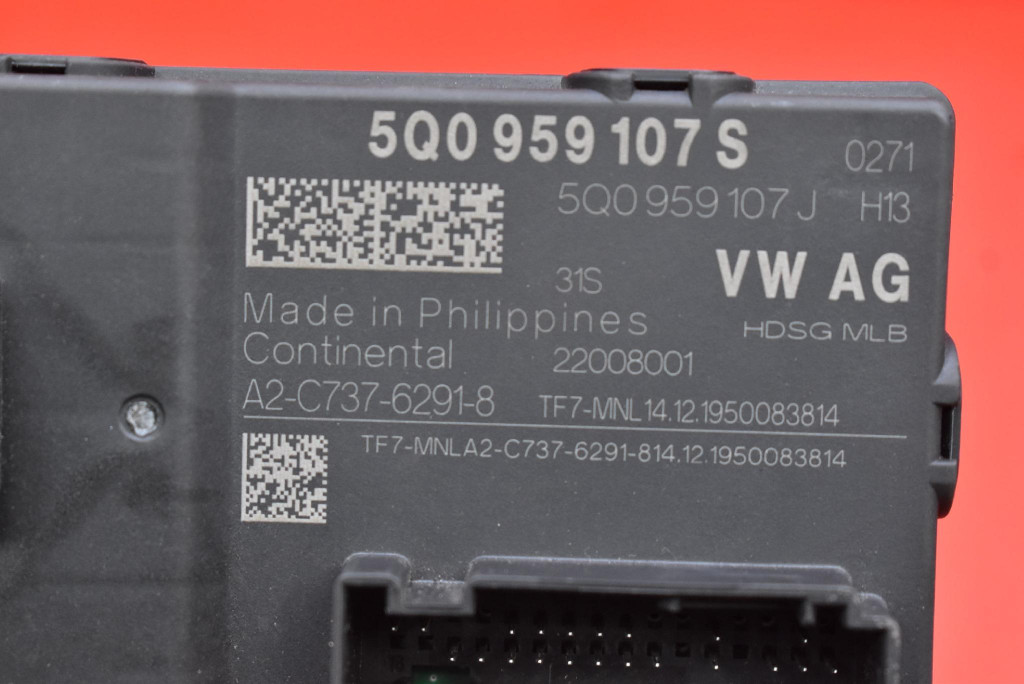 5Q0 959 107 S
0271
5Q0 959 107 J H13
VW AG
31S
HDSG MLB
Made in Philippines
Continental 22008001
A2-C737-6291-8 TF7-MNL14.12.1950083814
TF7-MNLA2-C737-6291-814.12.1950083814